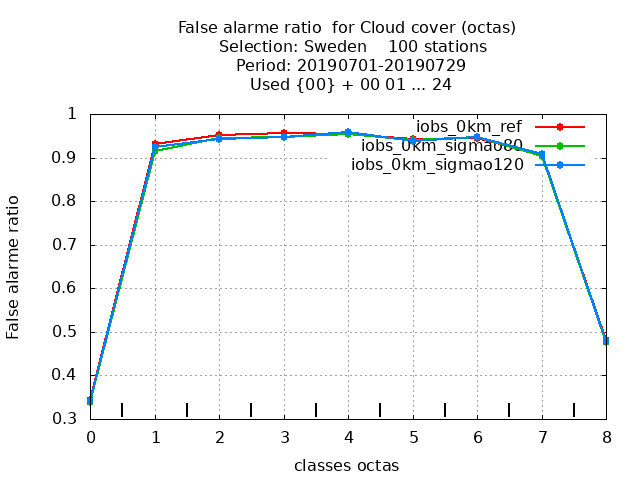 False alarme ratio  for Cloud cover (octas)
Selection: Sweden    100 stations
Period: 20190701-20190729
Used {00} + 00 01 ... 24
iobs_0km_ref
iobs_0km_sigmao80
iobs_0km_sigmao120
1
0.9
0.8
0.7
0.6
0.5
0.4
0.3
False alarme ratio
0 1 2 3 4 5 6 7 8
classes octas